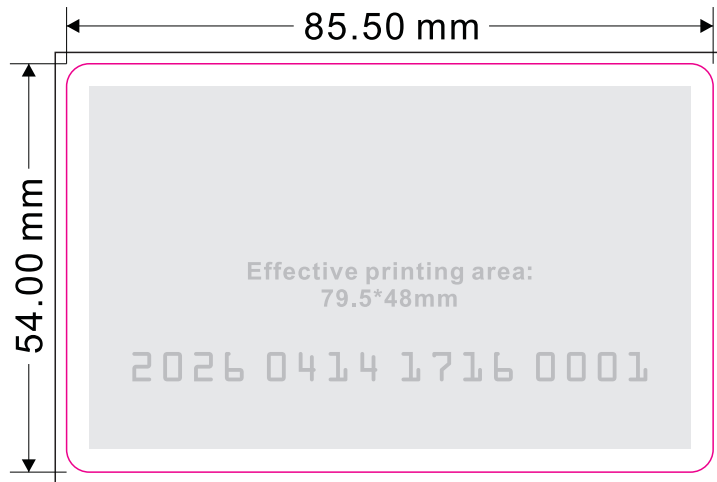 85.50 mm
54.00 mm
Effective printing area:
79.5*48mm
2026 0414 1716 0001